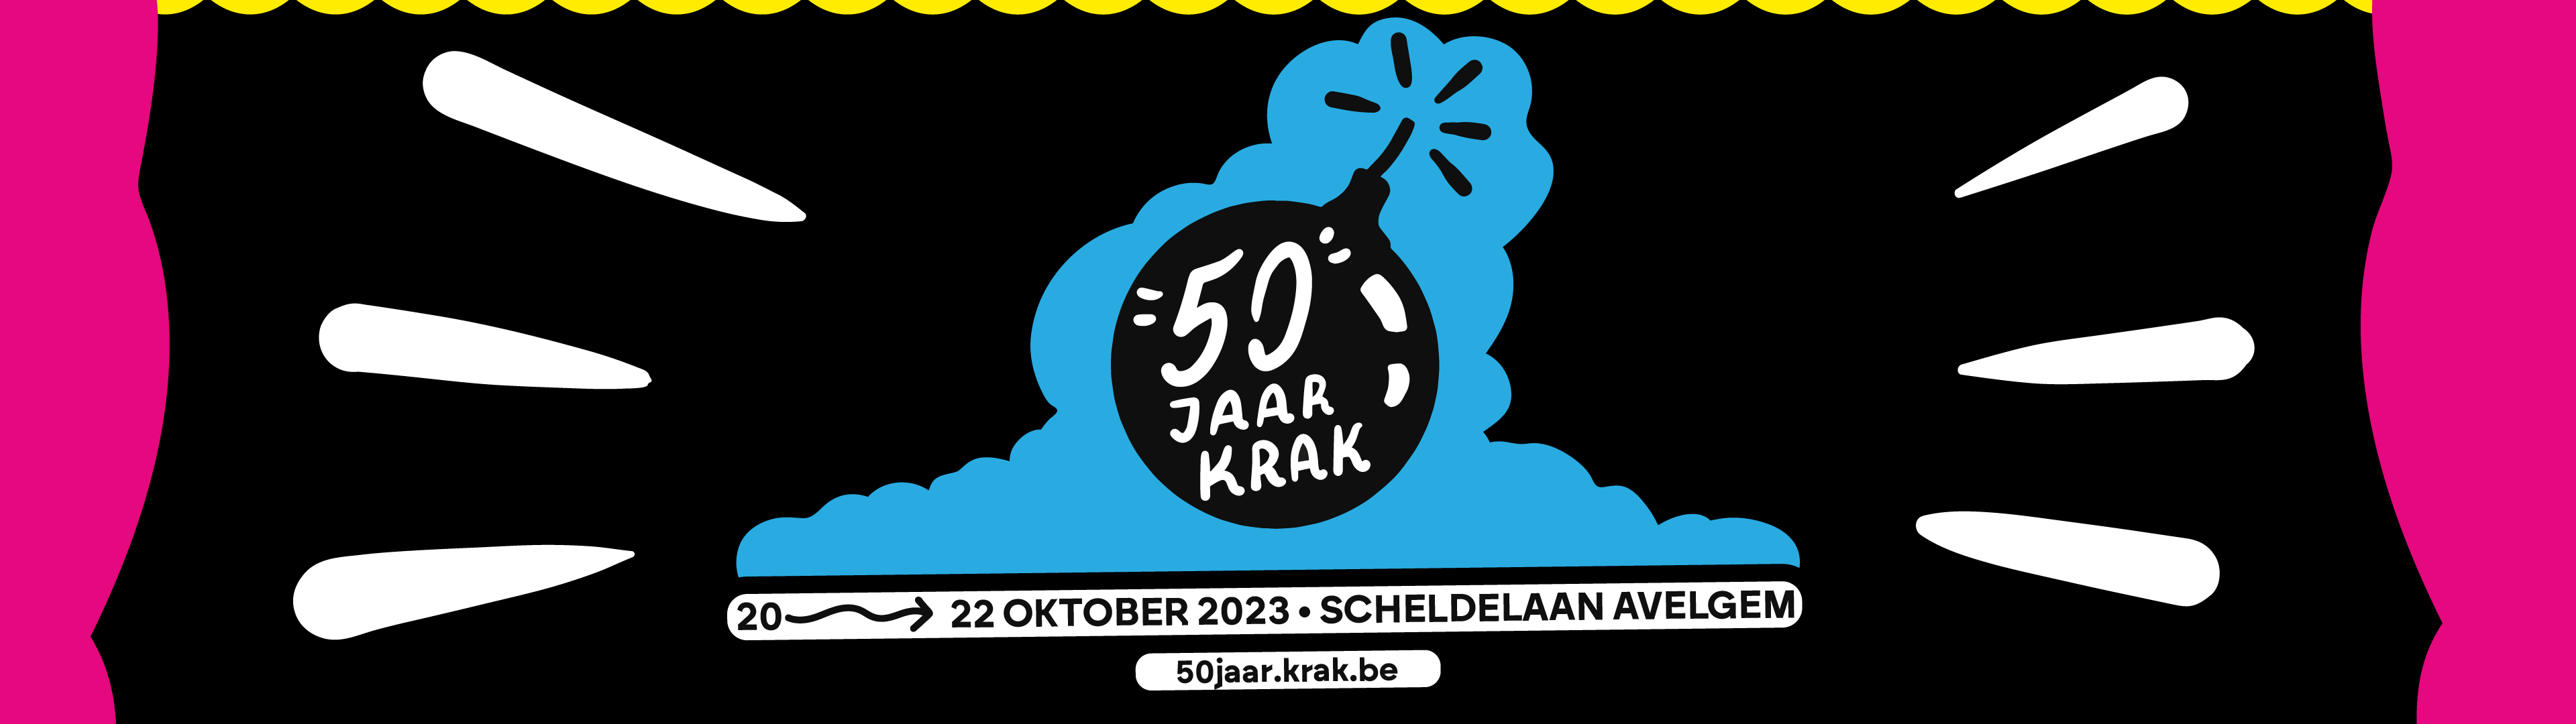 50
JAAR
KRAK
20 → 22 OKTOBER 2023 • SCHELDELAAN AVELGEM
50jaar.krak.be